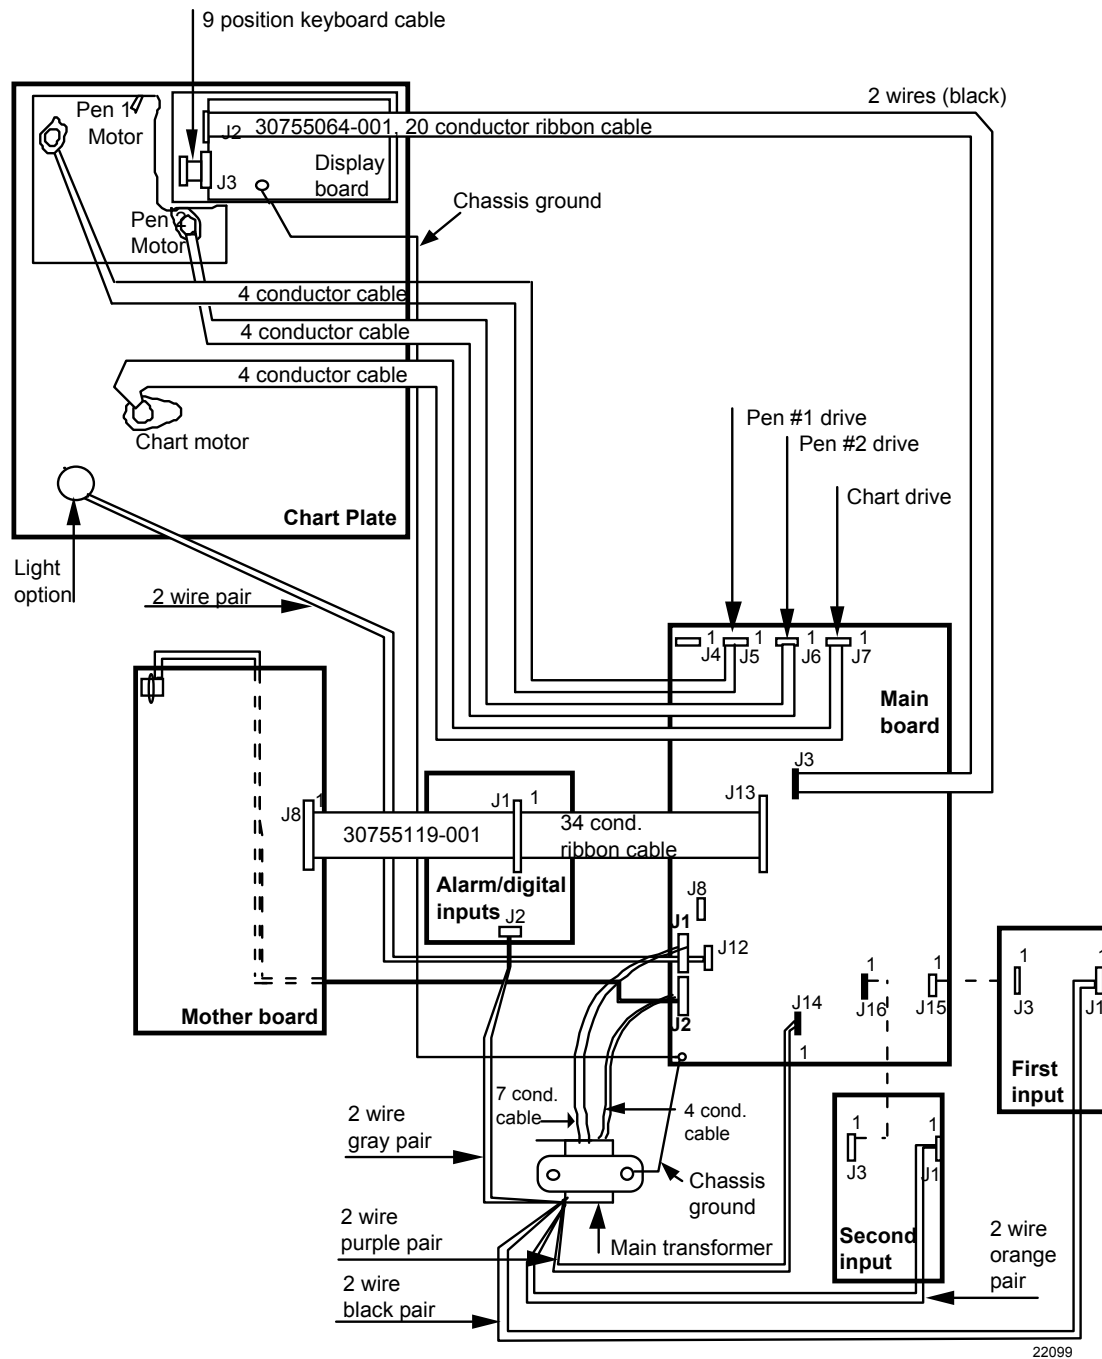 9 position keyboard cable
2 wires (black)
Pen 1
Motor
J2
30755064-001, 20 conductor ribbon cable
Display
board
J3
Chassis ground
Pen 2
Motor
4 conductor cable
4 conductor cable
4 conductor cable
Chart motor
Pen #1 drive
Pen #2 drive
Chart drive
Chart Plate
Light
option
2 wire pair
1
1
1
1
J4
J5
J6
J7
Main
board
J3
J13
J8
1
J1
1
30755119-001
34 cond.
ribbon cable
Alarm/digital
inputs
J2
J8
J1
J12
J2
J14
1
1
J16
1
J15
1
J3
1
J1
First
input
Mother board
7 cond.
cable
4 cond.
cable
2 wire
gray pair
Chassis
ground
1
J3
1
J1
Second
input
2 wire
purple pair
Main transformer
2 wire
orange
pair
2 wire
black pair
22099